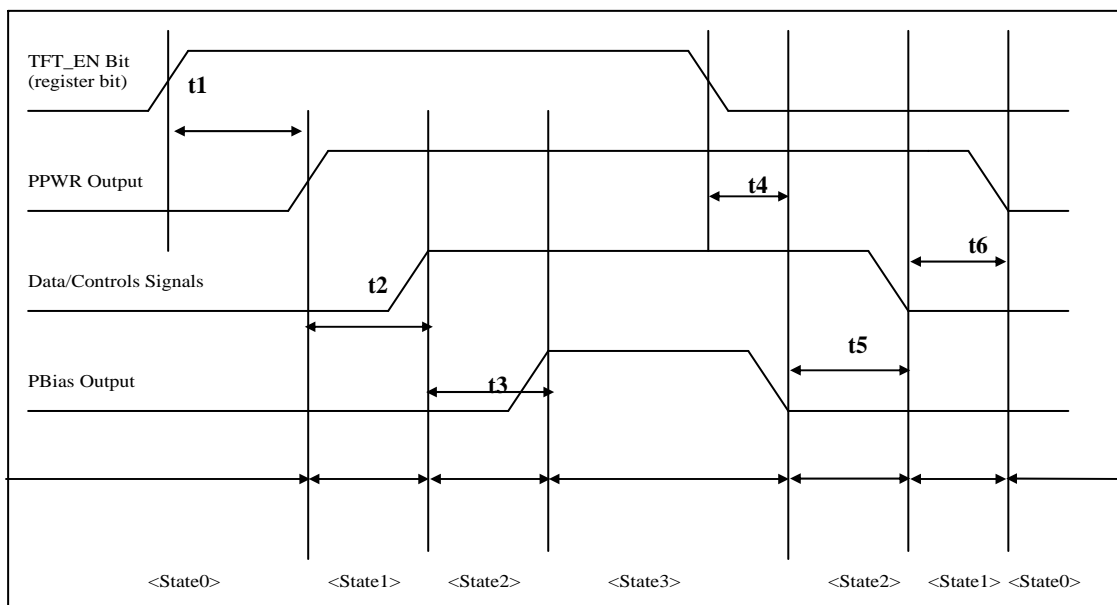 TFT_EN Bit
(register bit)
t1
PPWR Output
t4
t6
Data/Controls Signals
t2
t5
PBias Output
t3
<State0>
<State1>
<State2>
<State3>
<State2>
<State1>
<State0>